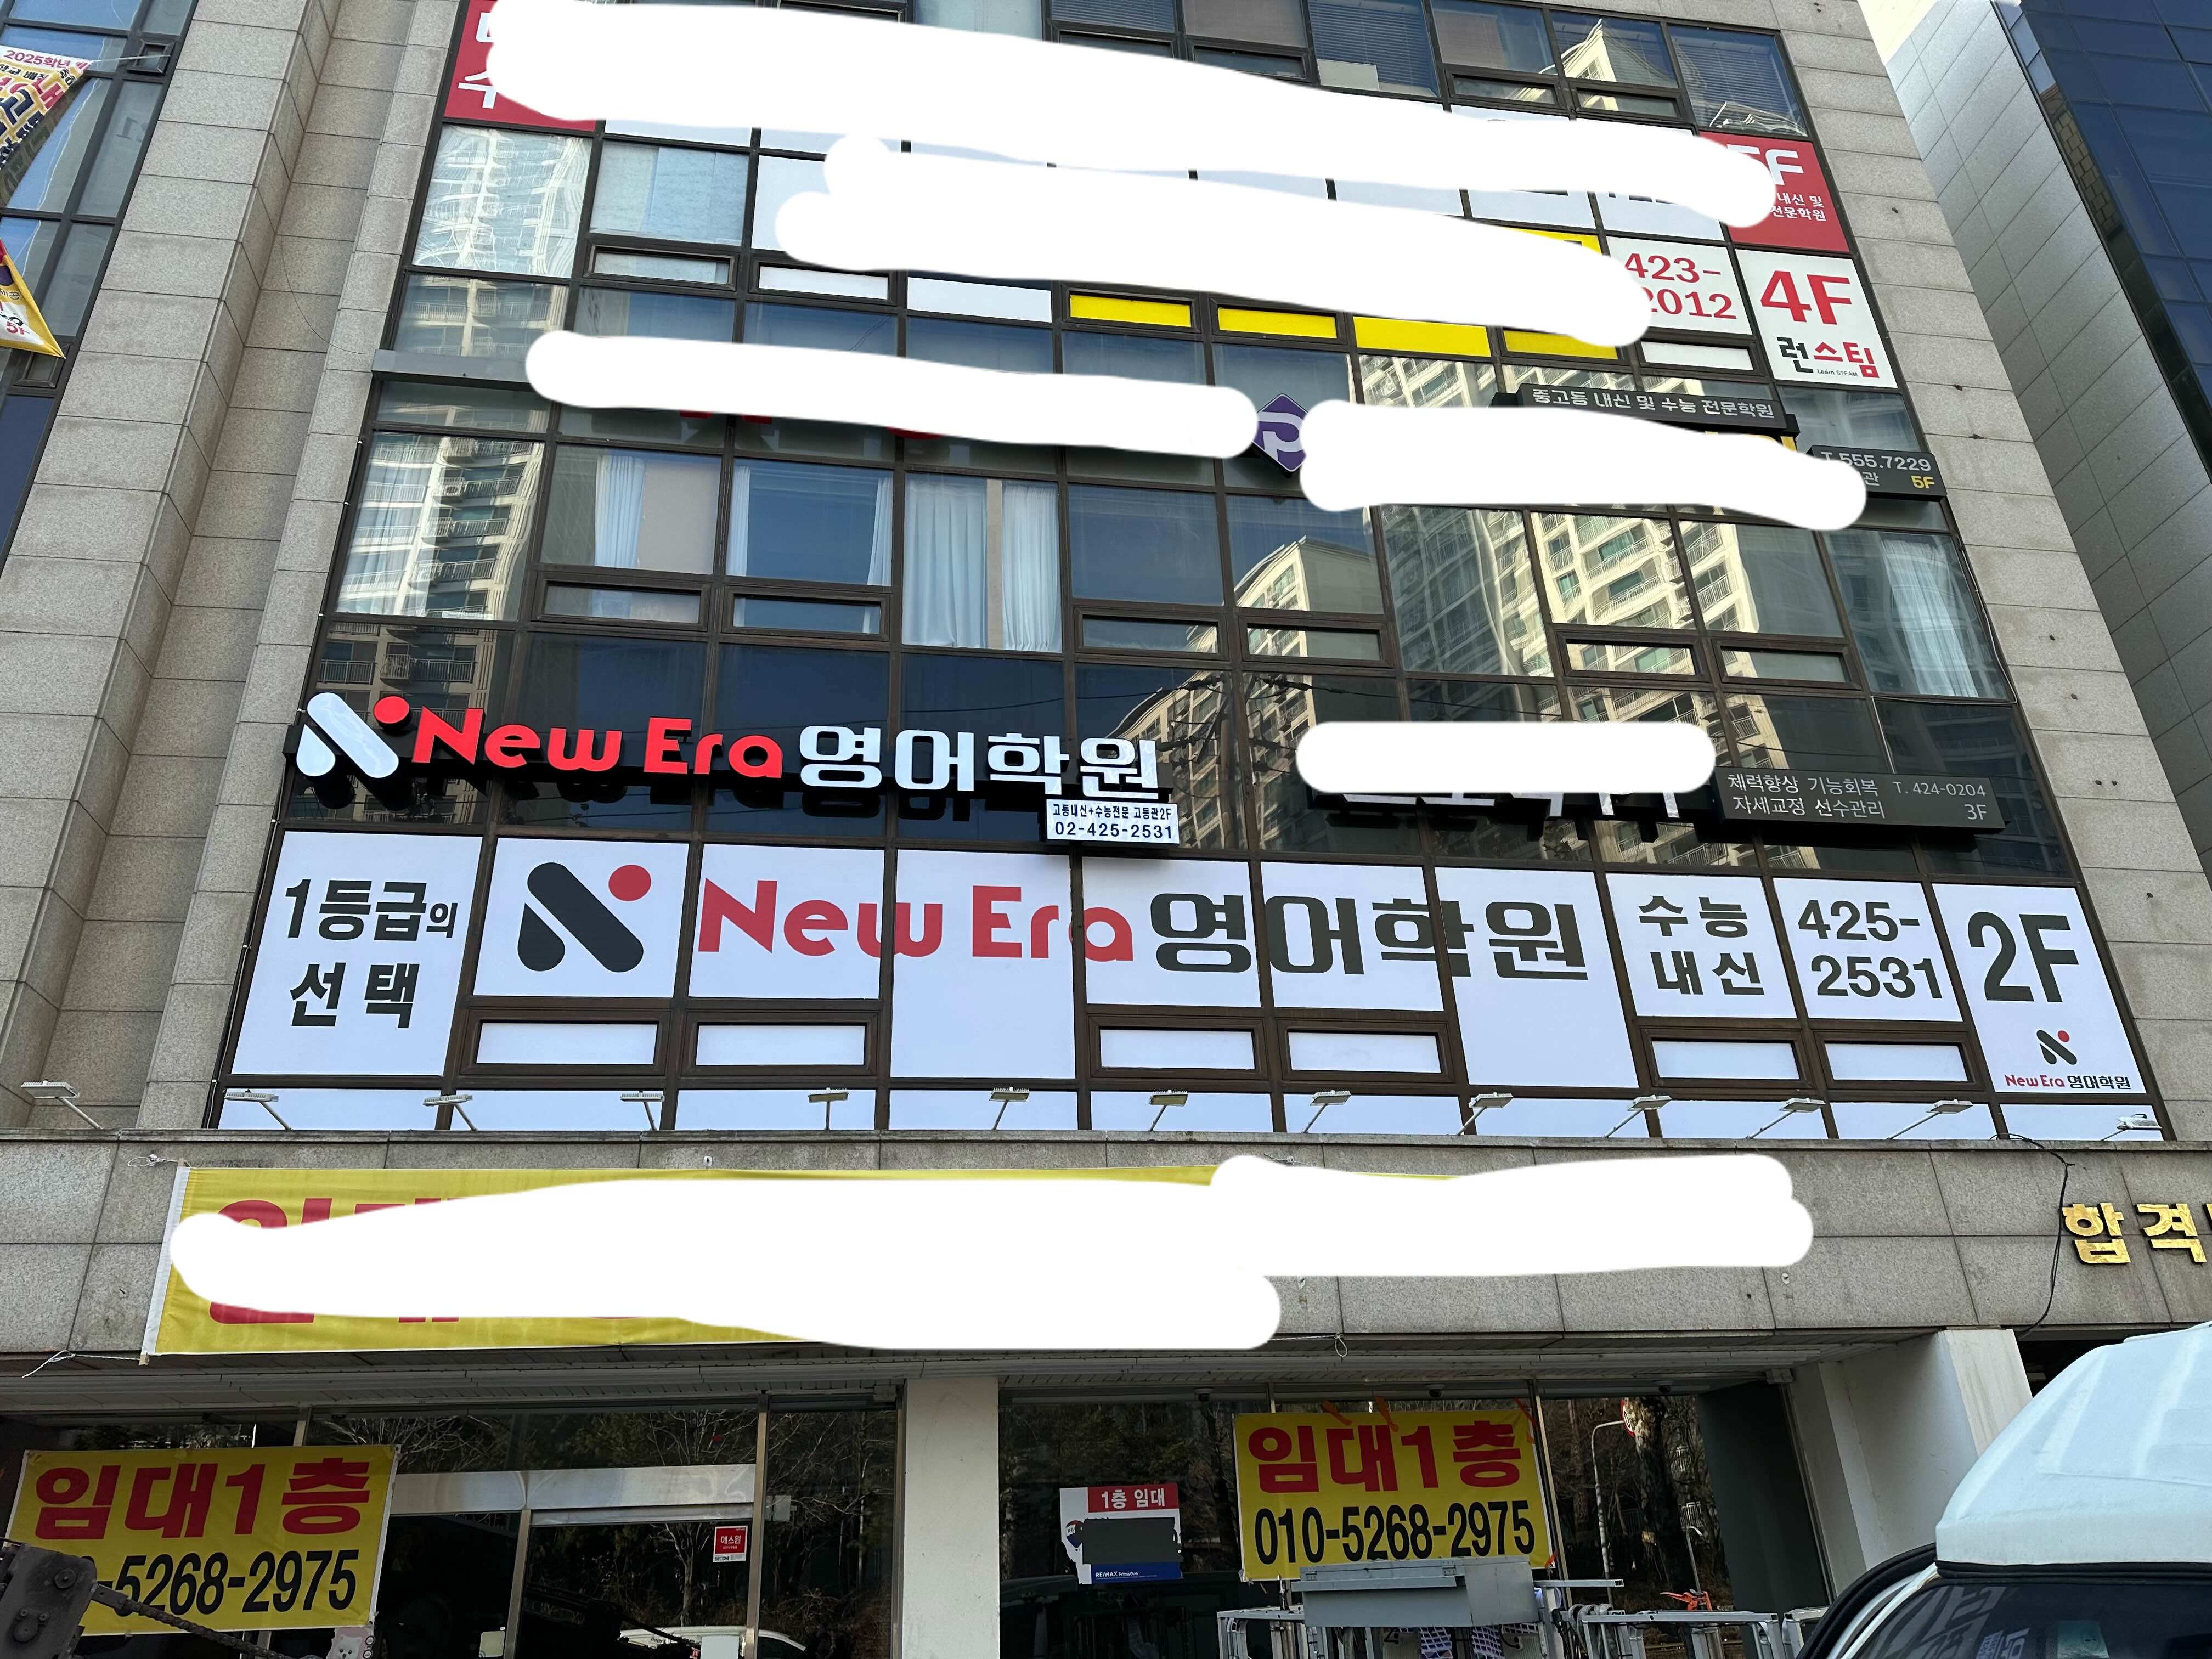 2025학년
5F
내신 및
전문학원
423-
2012
4F
런스팀
Learn STEAM
중고등 내신 및 수능 전문학원
T.555.7229
관 5F
New Era 영어학원
고등내신+수능전문 고등관2F
02-425-2531
체력향상 기능회복 T. 424-0204
자세교정 선수관리 3F
1등급의
선택
New Era 영어학원
수능
내신
425-
2531
2F
New Era 영어학원
합격
임대1층
-5268-2975
에스원
1층 임대
RE/MAX
임대1층
010-5268-2975